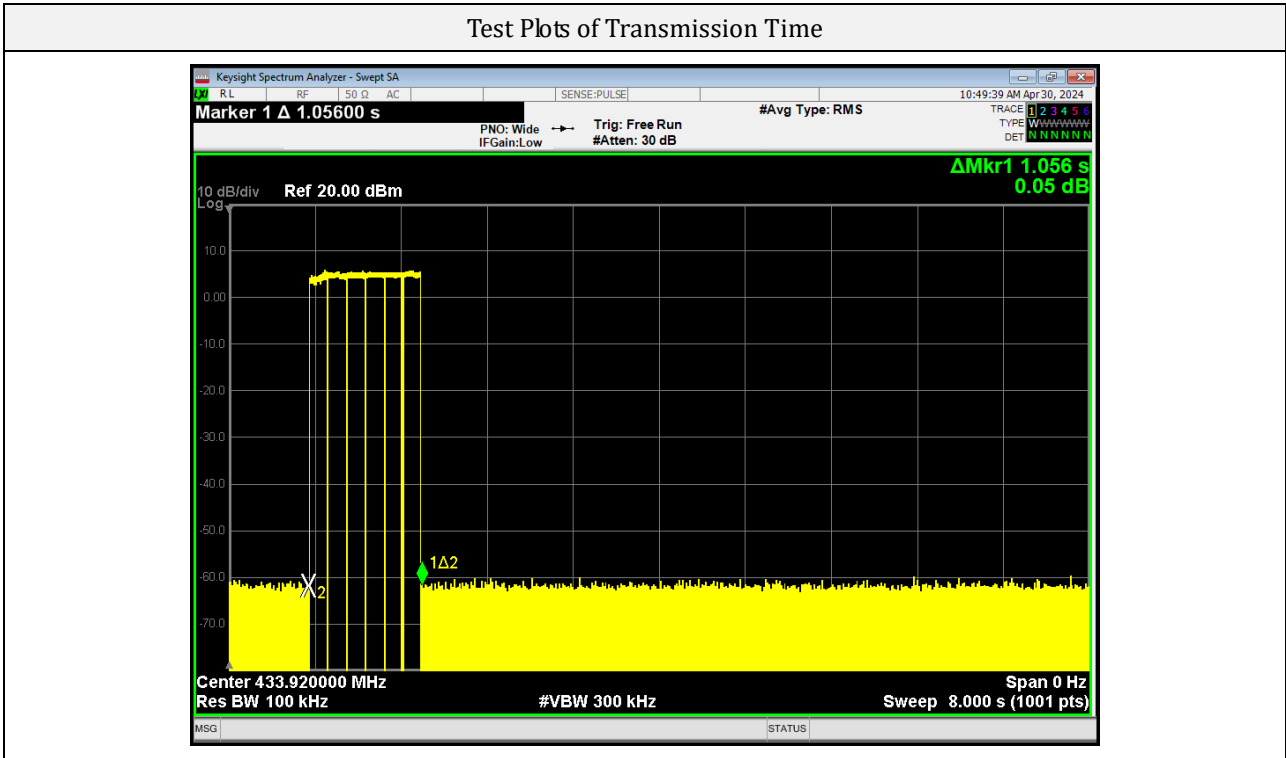 Test Plots of Transmission Time
Keysight Spectrum Analyzer - Swept SA
LXI RL RF 50 Ω AC SENSE:PULSE 10:49:39 AM Apr 30, 2024
Marker 1 Δ 1.05600 s #Avg Type: RMS TRACE 1 2 3 4 5 6
PNO: Wide Trig: Free Run TYPE WWWWWW
IFGain:Low #Atten: 30 dB DET N N N N N N
ΔMkr1 1.056 s
10 dB/div Ref 20.00 dBm 0.05 dB
Log
10.0
0.00
-10.0
-20.0
-30.0
-40.0
-50.0
1Δ2
-60.0
2
-70.0
Center 433.920000 MHz Span 0 Hz
Res BW 100 kHz #VBW 300 kHz Sweep 8.000 s (1001 pts)
MSG STATUS